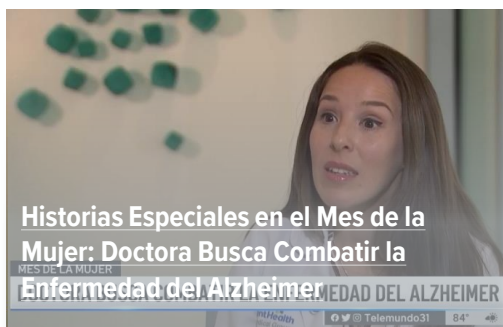 Historias Especiales en el Mes de la
Mujer: Doctora Busca Combatir la
Enfermedad del Alzheimer
MES DE LA MUJER
MEDAD DEL ALZHEIMER
Telemundo31 84°